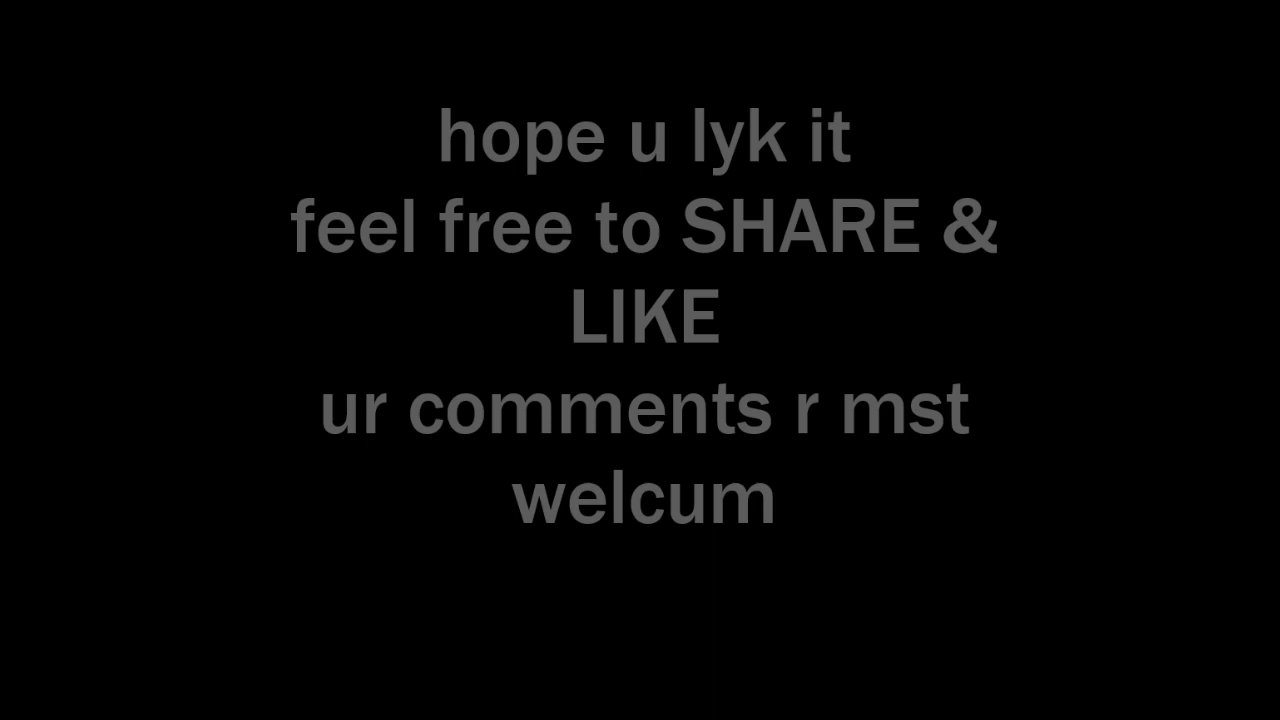 hope u lyk it
feel free to SHARE &
LIKE
ur comments r mst
welcum